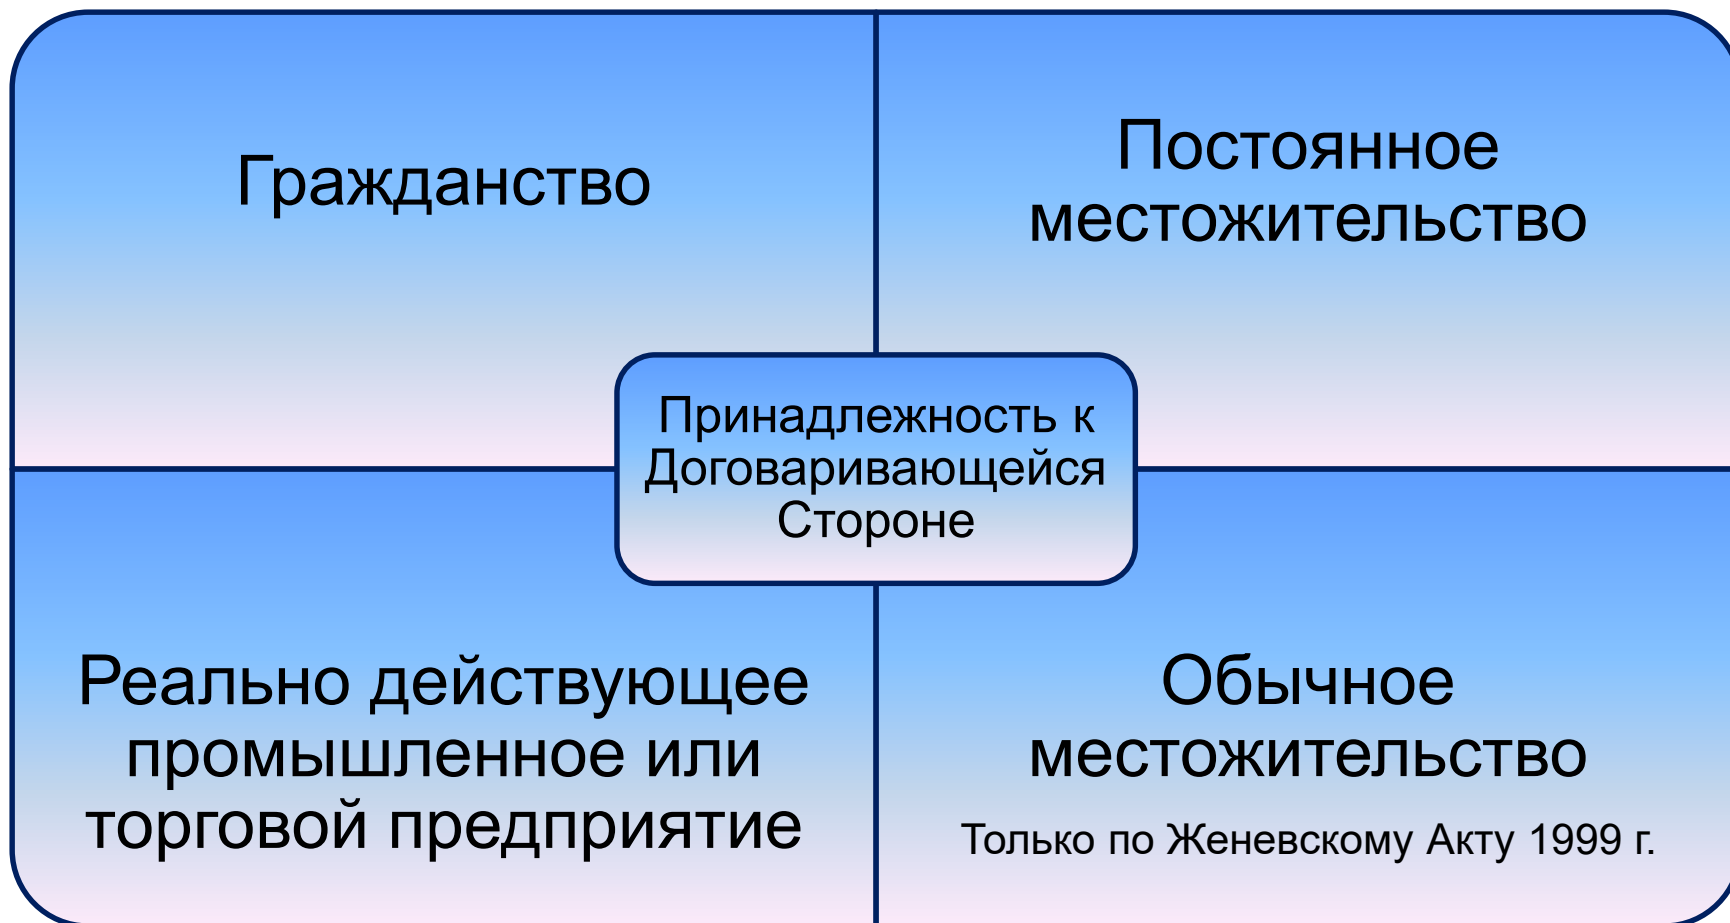 Гражданство
Постоянное
местожительство
Принадлежность к
Договаривающейся
Стороне
Реально действующее
промышленное или
торговой предприятие
Обычное
местожительство
Только по Женевскому Акту 1999 г.